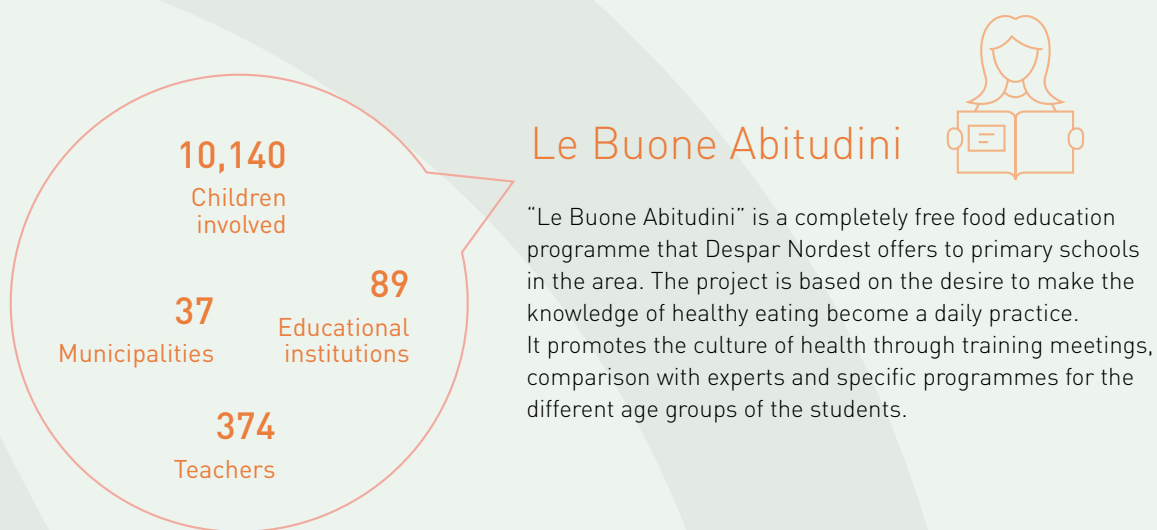 10,140
Children
involved
89
Educational
institutions
37
Municipalities
374
Teachers
Le Buone Abitudini
“Le Buone Abitudini” is a completely free food education
programme that Despar Nordest offers to primary schools
in the area. The project is based on the desire to make the
knowledge of healthy eating become a daily practice.
It promotes the culture of health through training meetings,
comparison with experts and specific programmes for the
different age groups of the students.